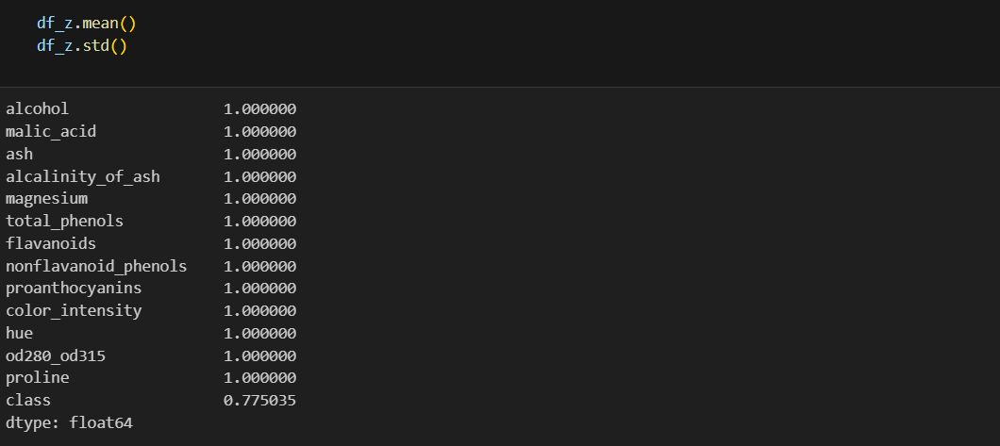 df_z.mean()
df_z.std()
alcohol 1.000000
malic_acid 1.000000
ash 1.000000
alcalinity_of_ash 1.000000
magnesium 1.000000
total_phenols 1.000000
flavanoids 1.000000
nonflavanoid_phenols 1.000000
proanthocyanins 1.000000
color_intensity 1.000000
hue 1.000000
od280_od315 1.000000
proline 1.000000
class 0.775035
dtype: float64